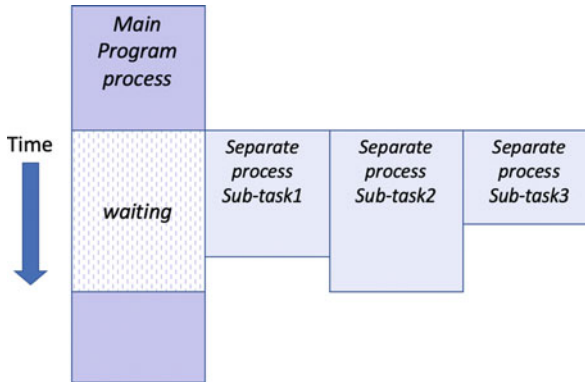 Main
Program
process
Time
waiting
Separate
process
Sub-task1
Separate
process
Sub-task2
Separate
process
Sub-task3